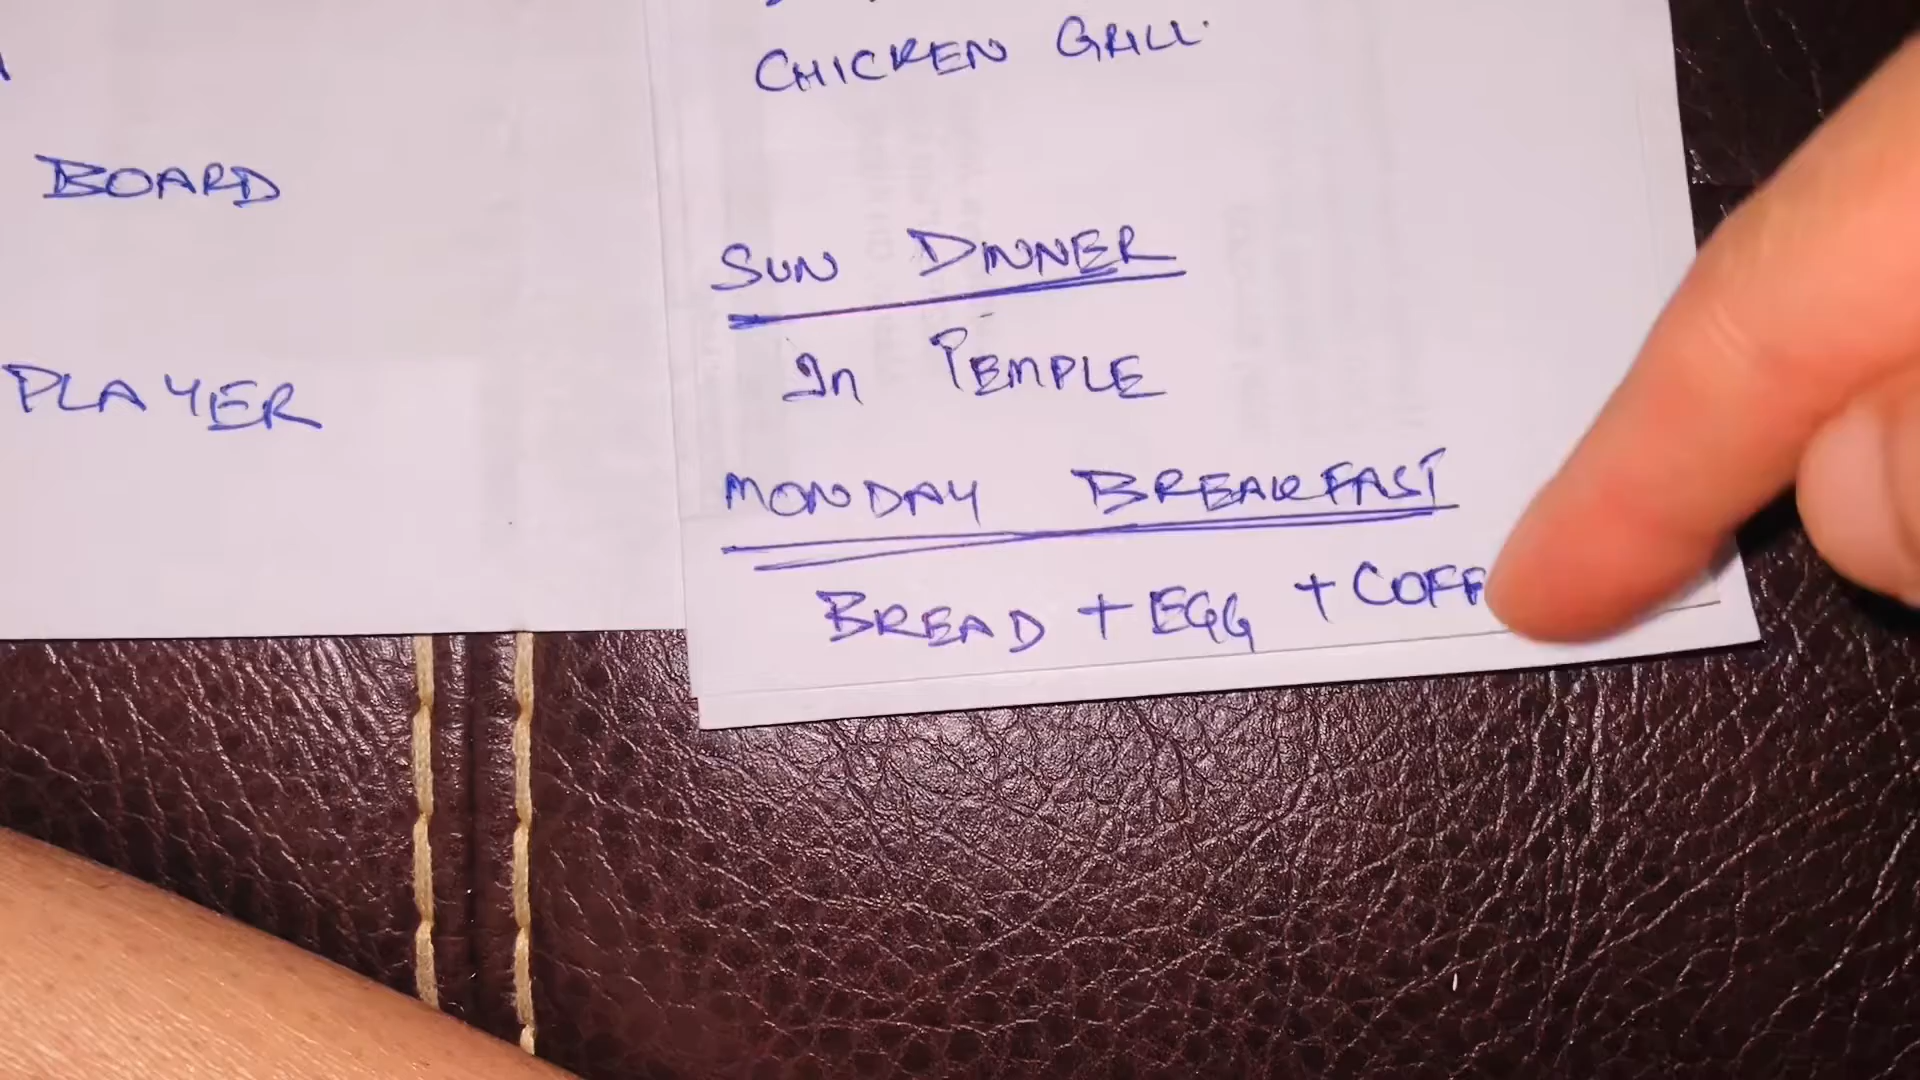 BOARD
PLAYER
CHICKEN GRILL
SUN DINNER
In TEMPLE
MONDAY BREAKFAST
BREAD + EGG + COFF